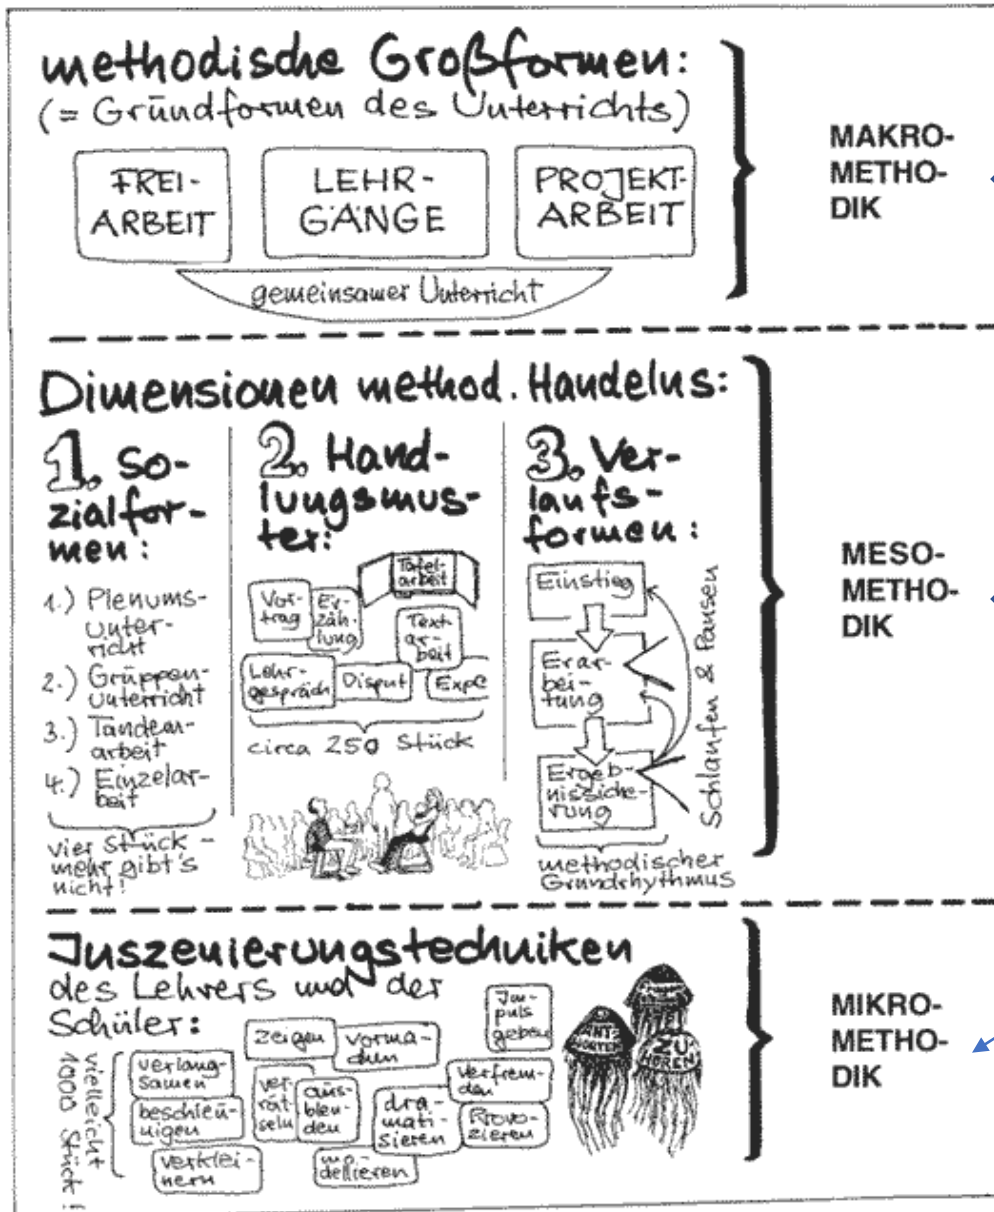 methodische Großformen:
(= Grundformen des Unterrichts)
FREI-
ARBEIT
LEHR-
GÄNGE
PROJEKT-
ARBEIT
gemeinsamer Unterricht
MAKRO-
METHO-
DIK
Dimensionen method. Handelns:
1. So-
zialfor-
men:
1.) Plenums-
unter-
richt
2.) Gruppen-
unterricht
3.) Tandem-
arbeit
4.) Einzelar-
beit
vier Stück –
mehr gibt's
nicht!
2. Hand-
lungsmus-
ter:
Vor-
trag
Er-
zäh-
lung
Tafel-
arbeit
Text
ar-
beit
Lehr-
gespräch
Disput
Expe
circa 250 Stück
3. Ver-
laufs-
formen:
Einstieg
Erar-
bei-
tung
Ergeb-
nissiche-
rung
Schlaufen & Pausen
methodischer
Grundrhythmus
MESO-
METHO-
DIK
Inszenierungstechniken
des Lehrers und der
Schüler:
vielleicht
1000 Stück!
zeigen
vorma-
chen
Im-
puls
geben
verlang-
samen
beschleu-
nigen
verklei-
nern
ver-
rät-
seln
aus-
blen-
den
dra-
mati-
sieren
verfrem-
den
Provo-
zieren
mo-
dellieren
ANT-
WORTEN
ZU-
HÖREN
MIKRO-
METHO-
DIK